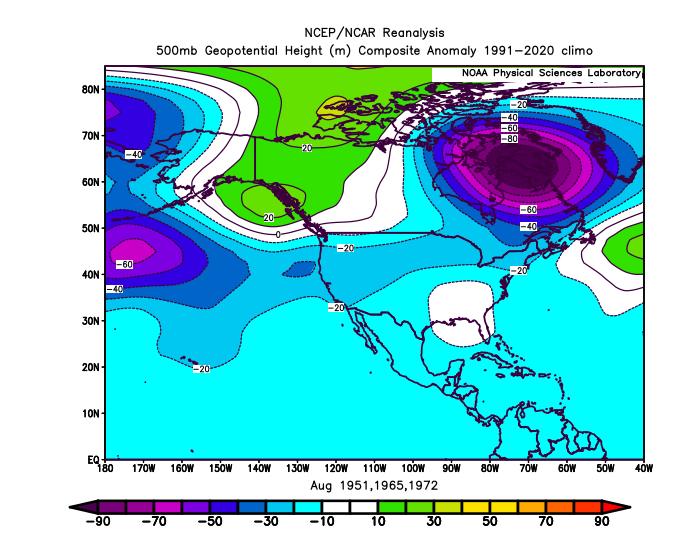 NCEP/NCAR Reanalysis
500mb Geopotential Height (m) Composite Anomaly 1991−2020 climo
NOAA Physical Sciences Laboratory
80N
70N
60N
50N
40N
30N
20N
10N
EQ
−20
−40
−60
−80
20
−40
−60
−40
20
0
−20
−20
−60
−40
−20
−20
180 170W 160W 150W 140W 130W 120W 110W 100W 90W 80W 70W 60W 50W 40W
Aug 1951,1965,1972
−90 −70 −50 −30 −10 10 30 50 70 90